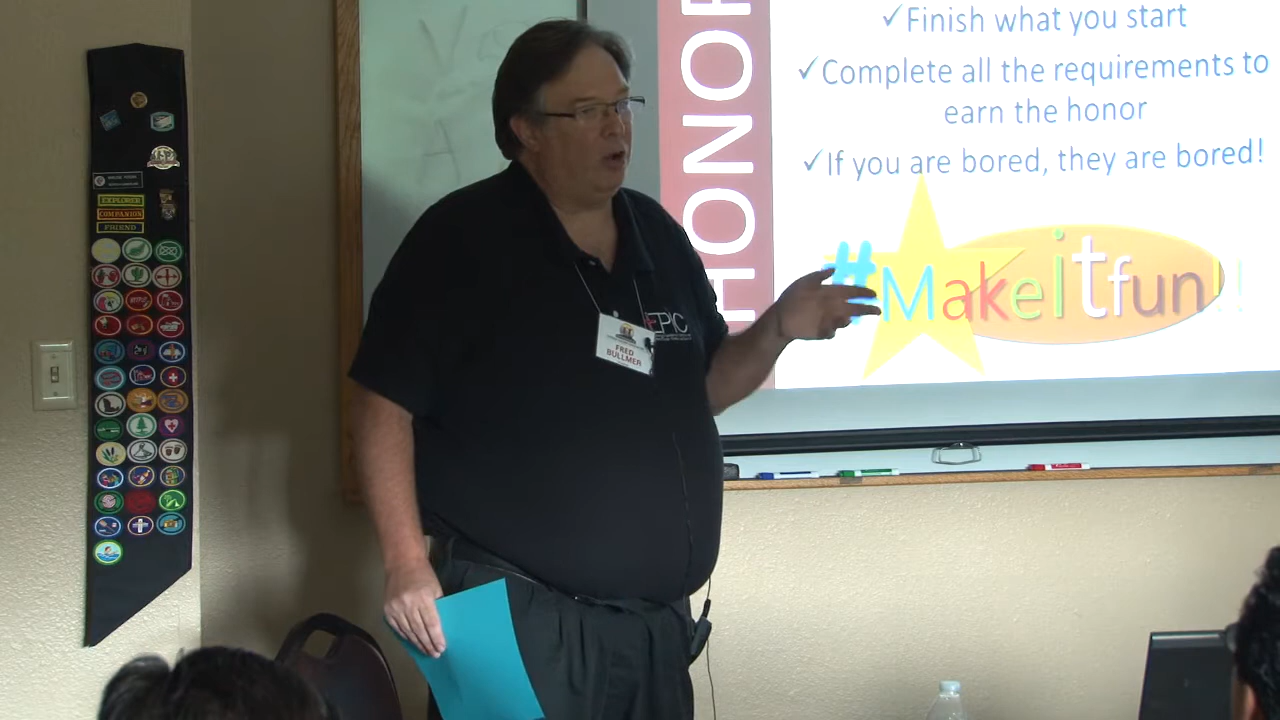 HONOR
✓Finish what you start
✓Complete all the requirements to
earn the honor
✓If you are bored, they are bored!
#Makeitfun!!
EXPLORER
COMPANION
FRIEND
EPIC
FRED
BULLMER